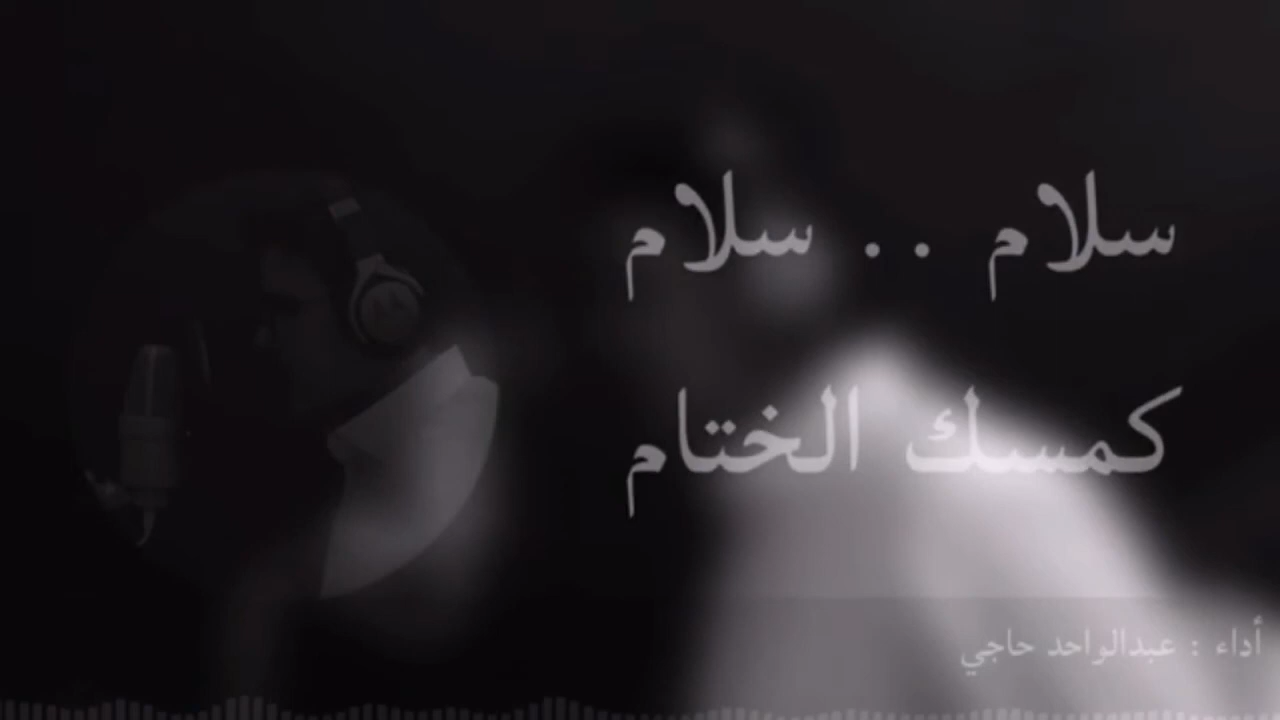 سلام .. سلام
كمسك الختام
أداء : عبدالواحد حاجي